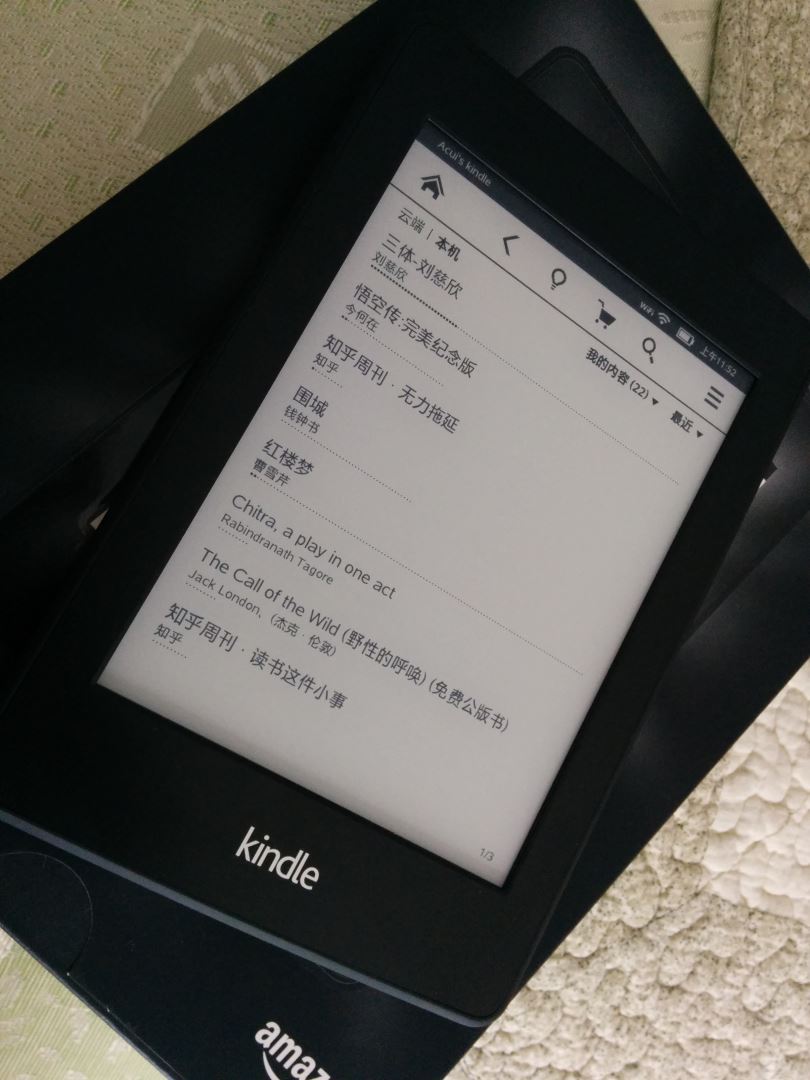 Acui's kindle
WiFi 上午11:52
云端 | 本机
我的内容 (22)
最近
三体-刘慈欣
刘慈欣
悟空传·完美纪念版
今何在
知乎周刊 · 无力拖延
知乎
围城
钱钟书
红楼梦
曹雪芹
Chitra, a play in one act
Rabindranath Tagore
The Call of the Wild (野性的呼唤) (免费公版书)
Jack London, (杰克 · 伦敦)
知乎周刊 · 读书这件小事
知乎
1/3
kindle
amaz